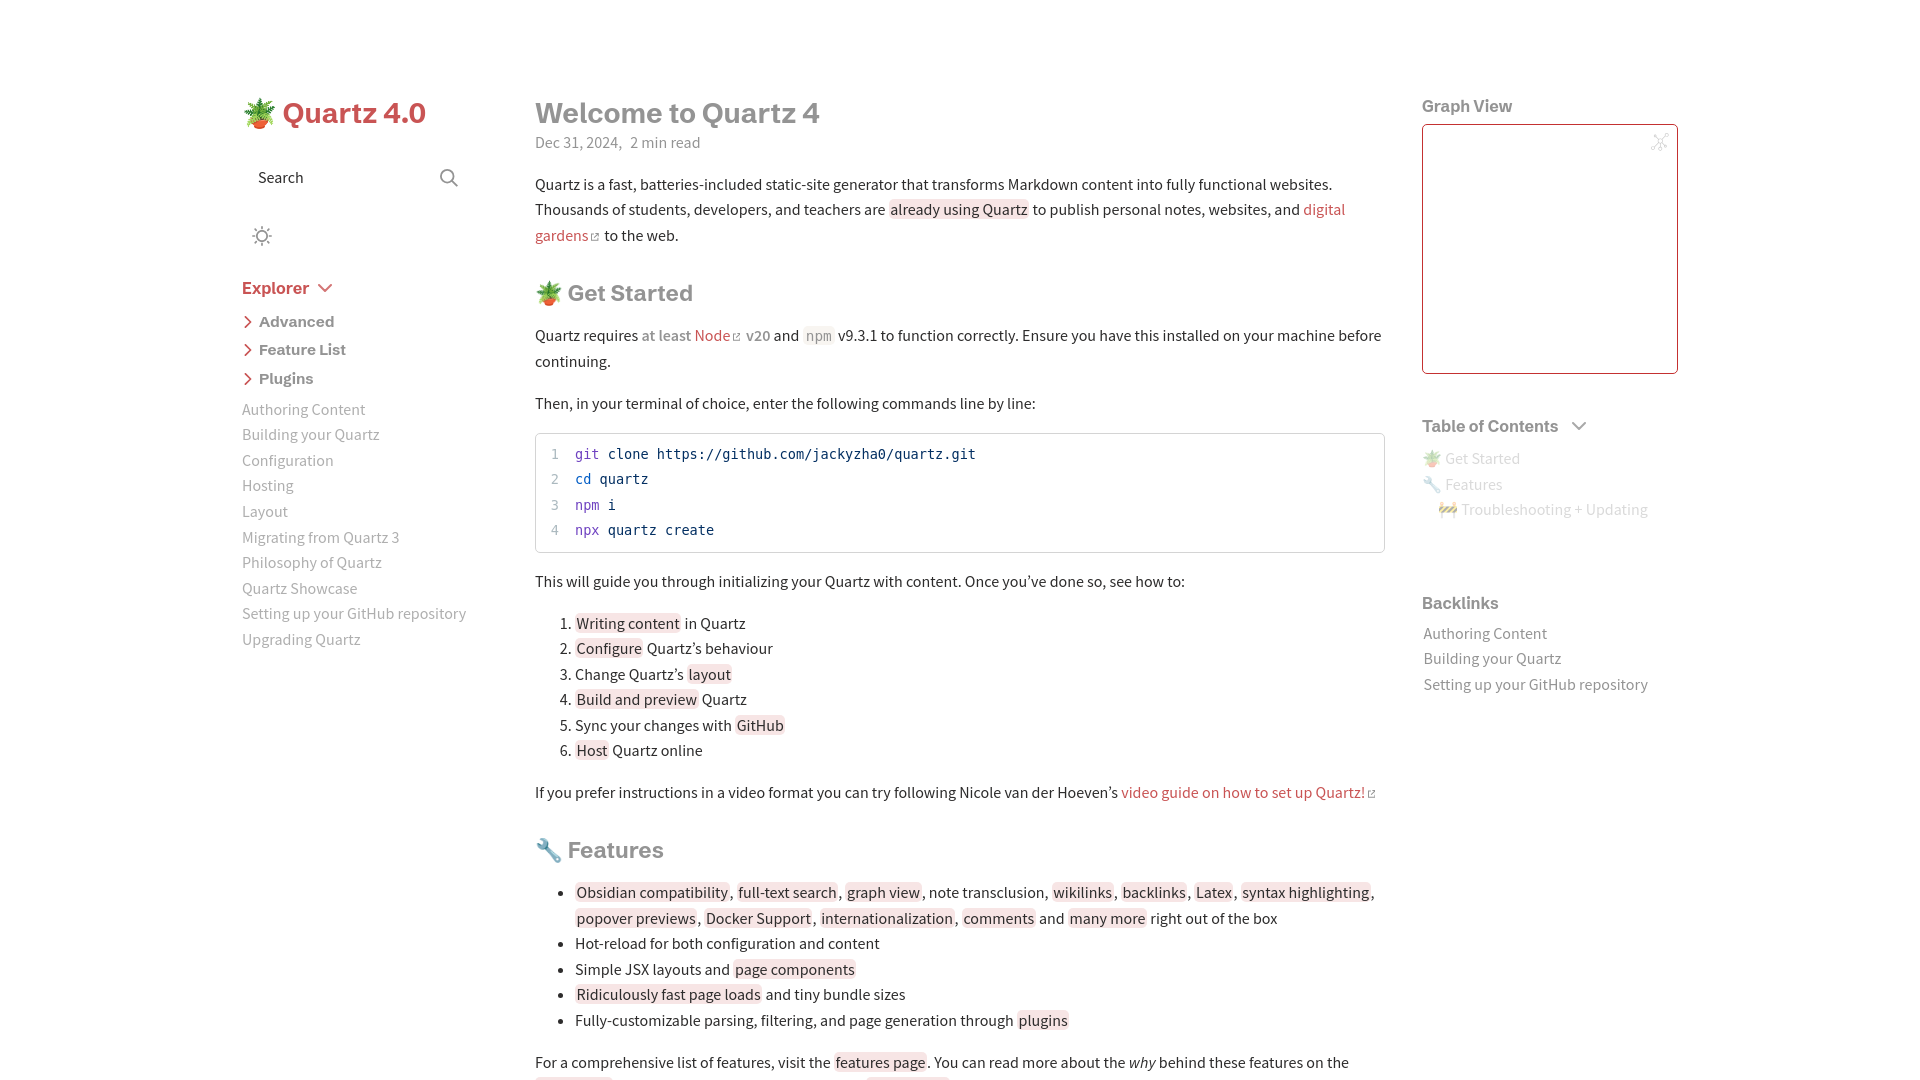 🪴 Quartz 4.0
Search
Explorer
Advanced
Feature List
Plugins
Authoring Content
Building your Quartz
Configuration
Hosting
Layout
Migrating from Quartz 3
Philosophy of Quartz
Quartz Showcase
Setting up your GitHub repository
Upgrading Quartz
Welcome to Quartz 4
Dec 31, 2024, 2 min read
Quartz is a fast, batteries-included static-site generator that transforms Markdown content into fully functional websites.
Thousands of students, developers, and teachers are already using Quartz to publish personal notes, websites, and digital
gardens to the web.
🪴 Get Started
Quartz requires at least Node v20 and npm v9.3.1 to function correctly. Ensure you have this installed on your machine before
continuing.
Then, in your terminal of choice, enter the following commands line by line:
1 git clone https://github.com/jackyzha0/quartz.git
2 cd quartz
3 npm i
4 npx quartz create
This will guide you through initializing your Quartz with content. Once you’ve done so, see how to:
1. Writing content in Quartz
2. Configure Quartz’s behaviour
3. Change Quartz’s layout
4. Build and preview Quartz
5. Sync your changes with GitHub
6. Host Quartz online
If you prefer instructions in a video format you can try following Nicole van der Hoeven’s video guide on how to set up Quartz!
🔧 Features
• Obsidian compatibility, full-text search, graph view, note transclusion, wikilinks, backlinks, Latex, syntax highlighting,
popover previews, Docker Support, internationalization, comments and many more right out of the box
• Hot-reload for both configuration and content
• Simple JSX layouts and page components
• Ridiculously fast page loads and tiny bundle sizes
• Fully-customizable parsing, filtering, and page generation through plugins
For a comprehensive list of features, visit the features page. You can read more about the why behind these features on the
Graph View
Table of Contents
🪴 Get Started
🔧 Features
🚧 Troubleshooting + Updating
Backlinks
Authoring Content
Building your Quartz
Setting up your GitHub repository